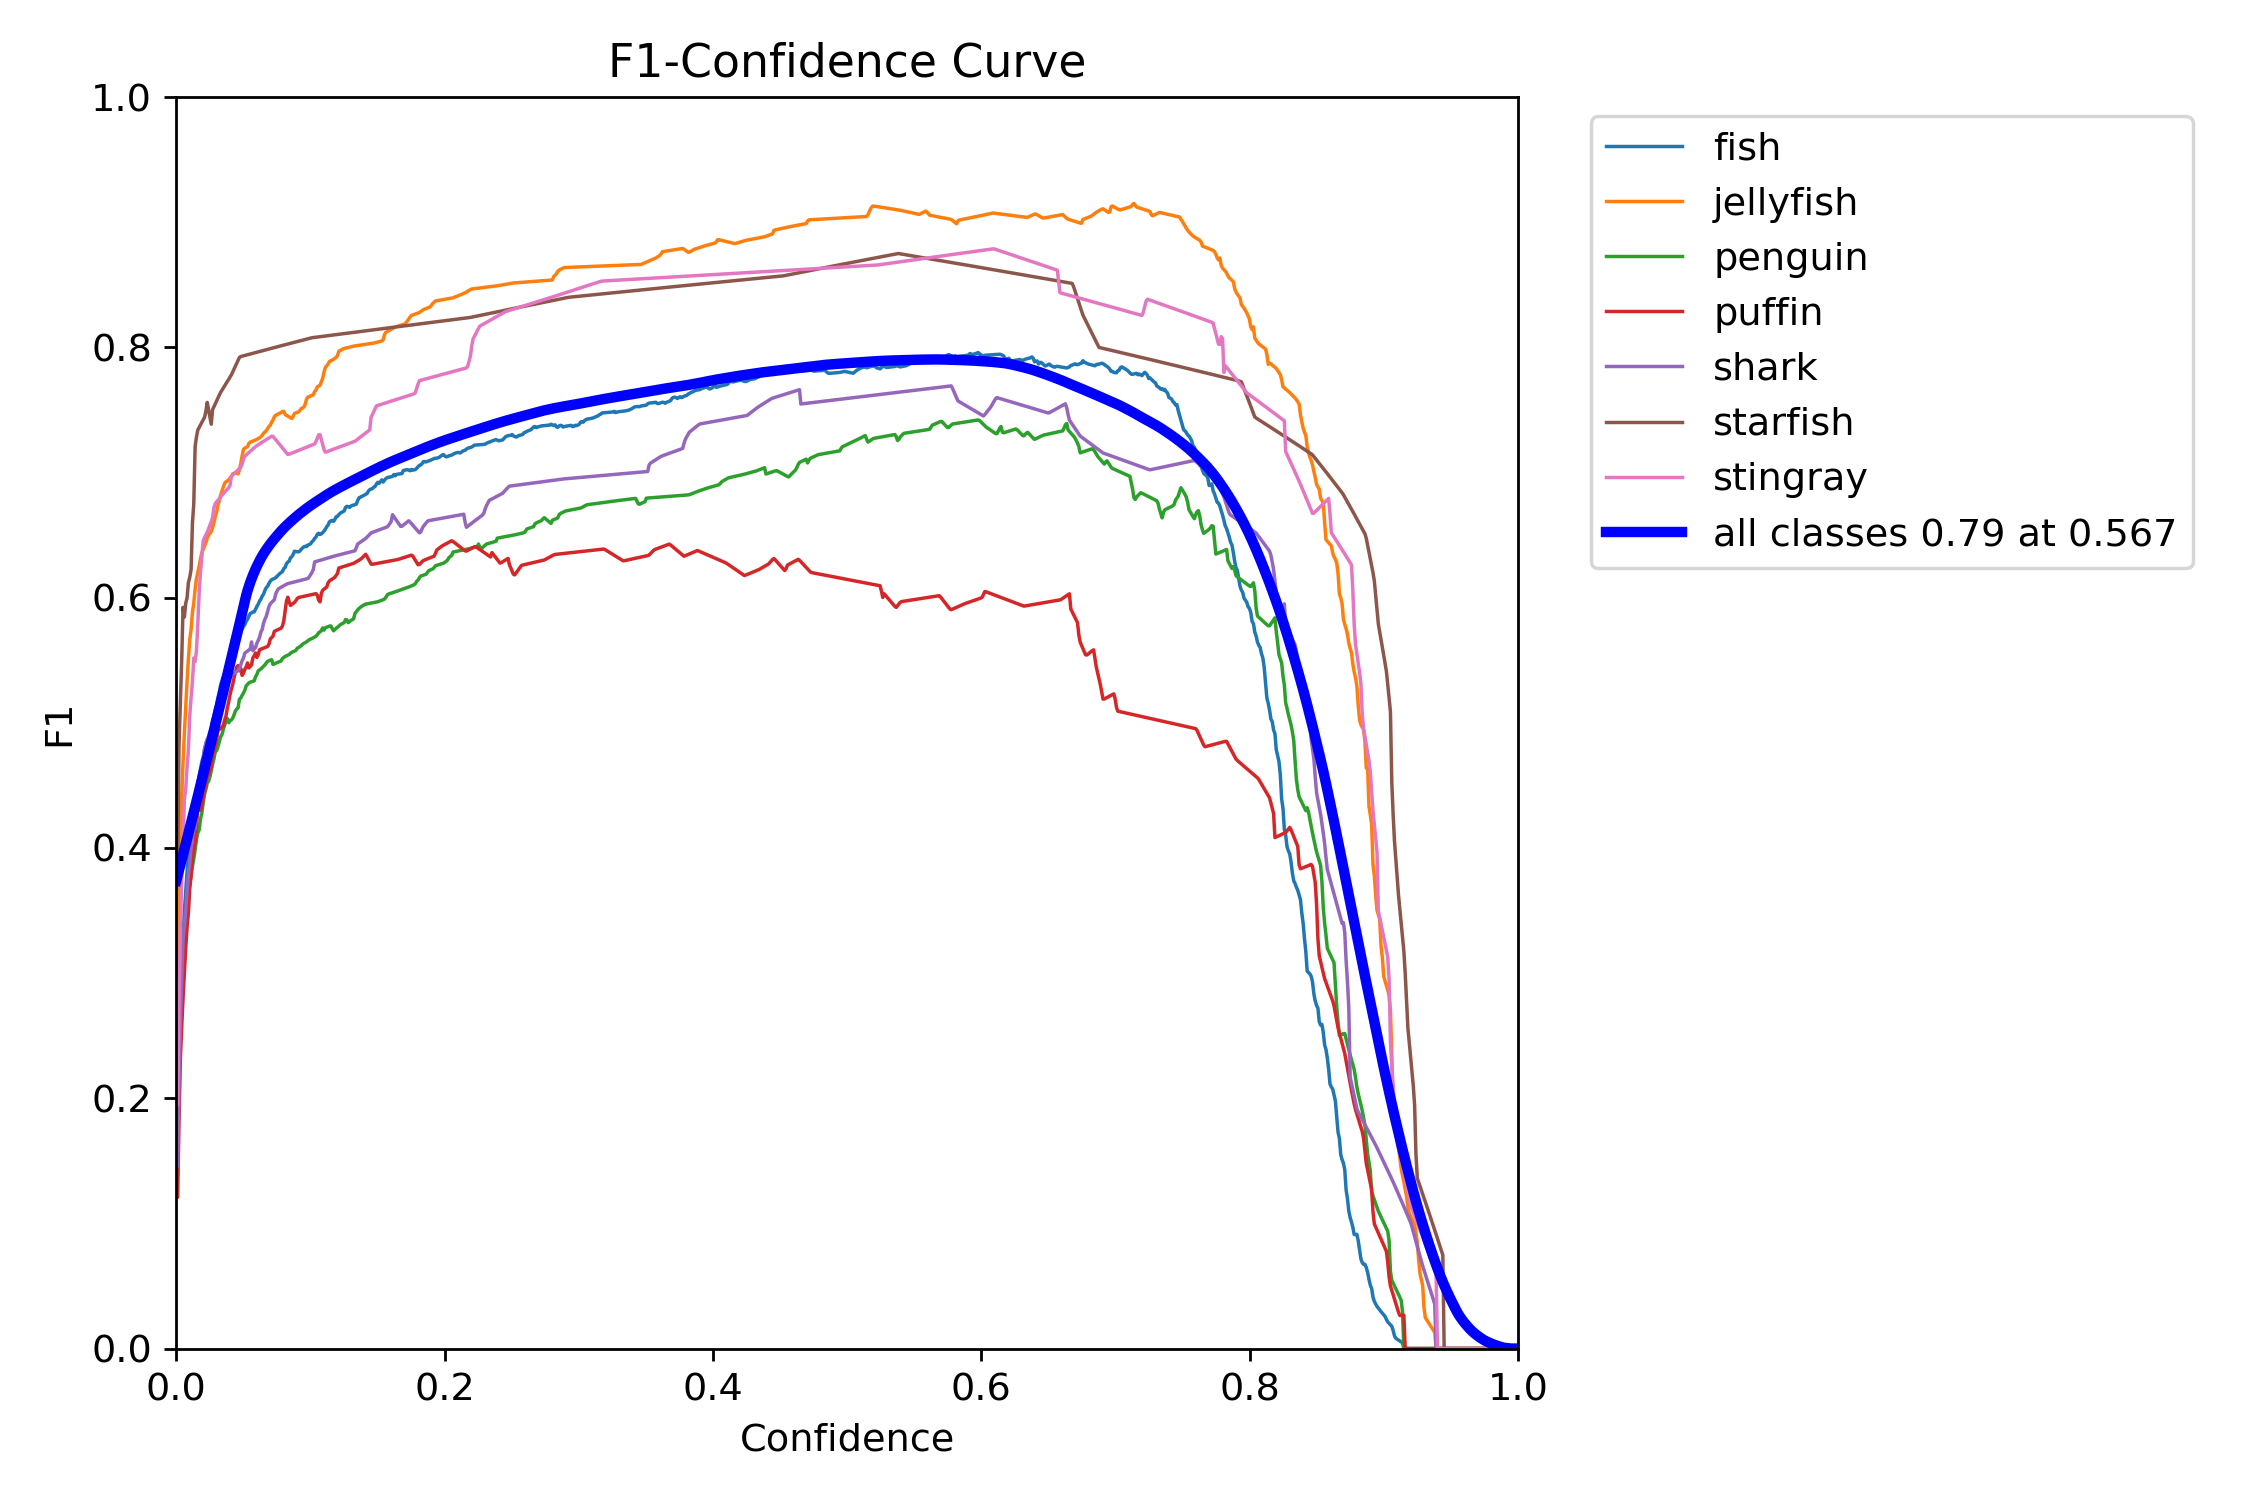 F1-Confidence Curve
1.0
0.8
0.6
0.4
0.2
0.0
F1
0.0 0.2 0.4 0.6 0.8 1.0
Confidence
fish
jellyfish
penguin
puffin
shark
starfish
stingray
all classes 0.79 at 0.567